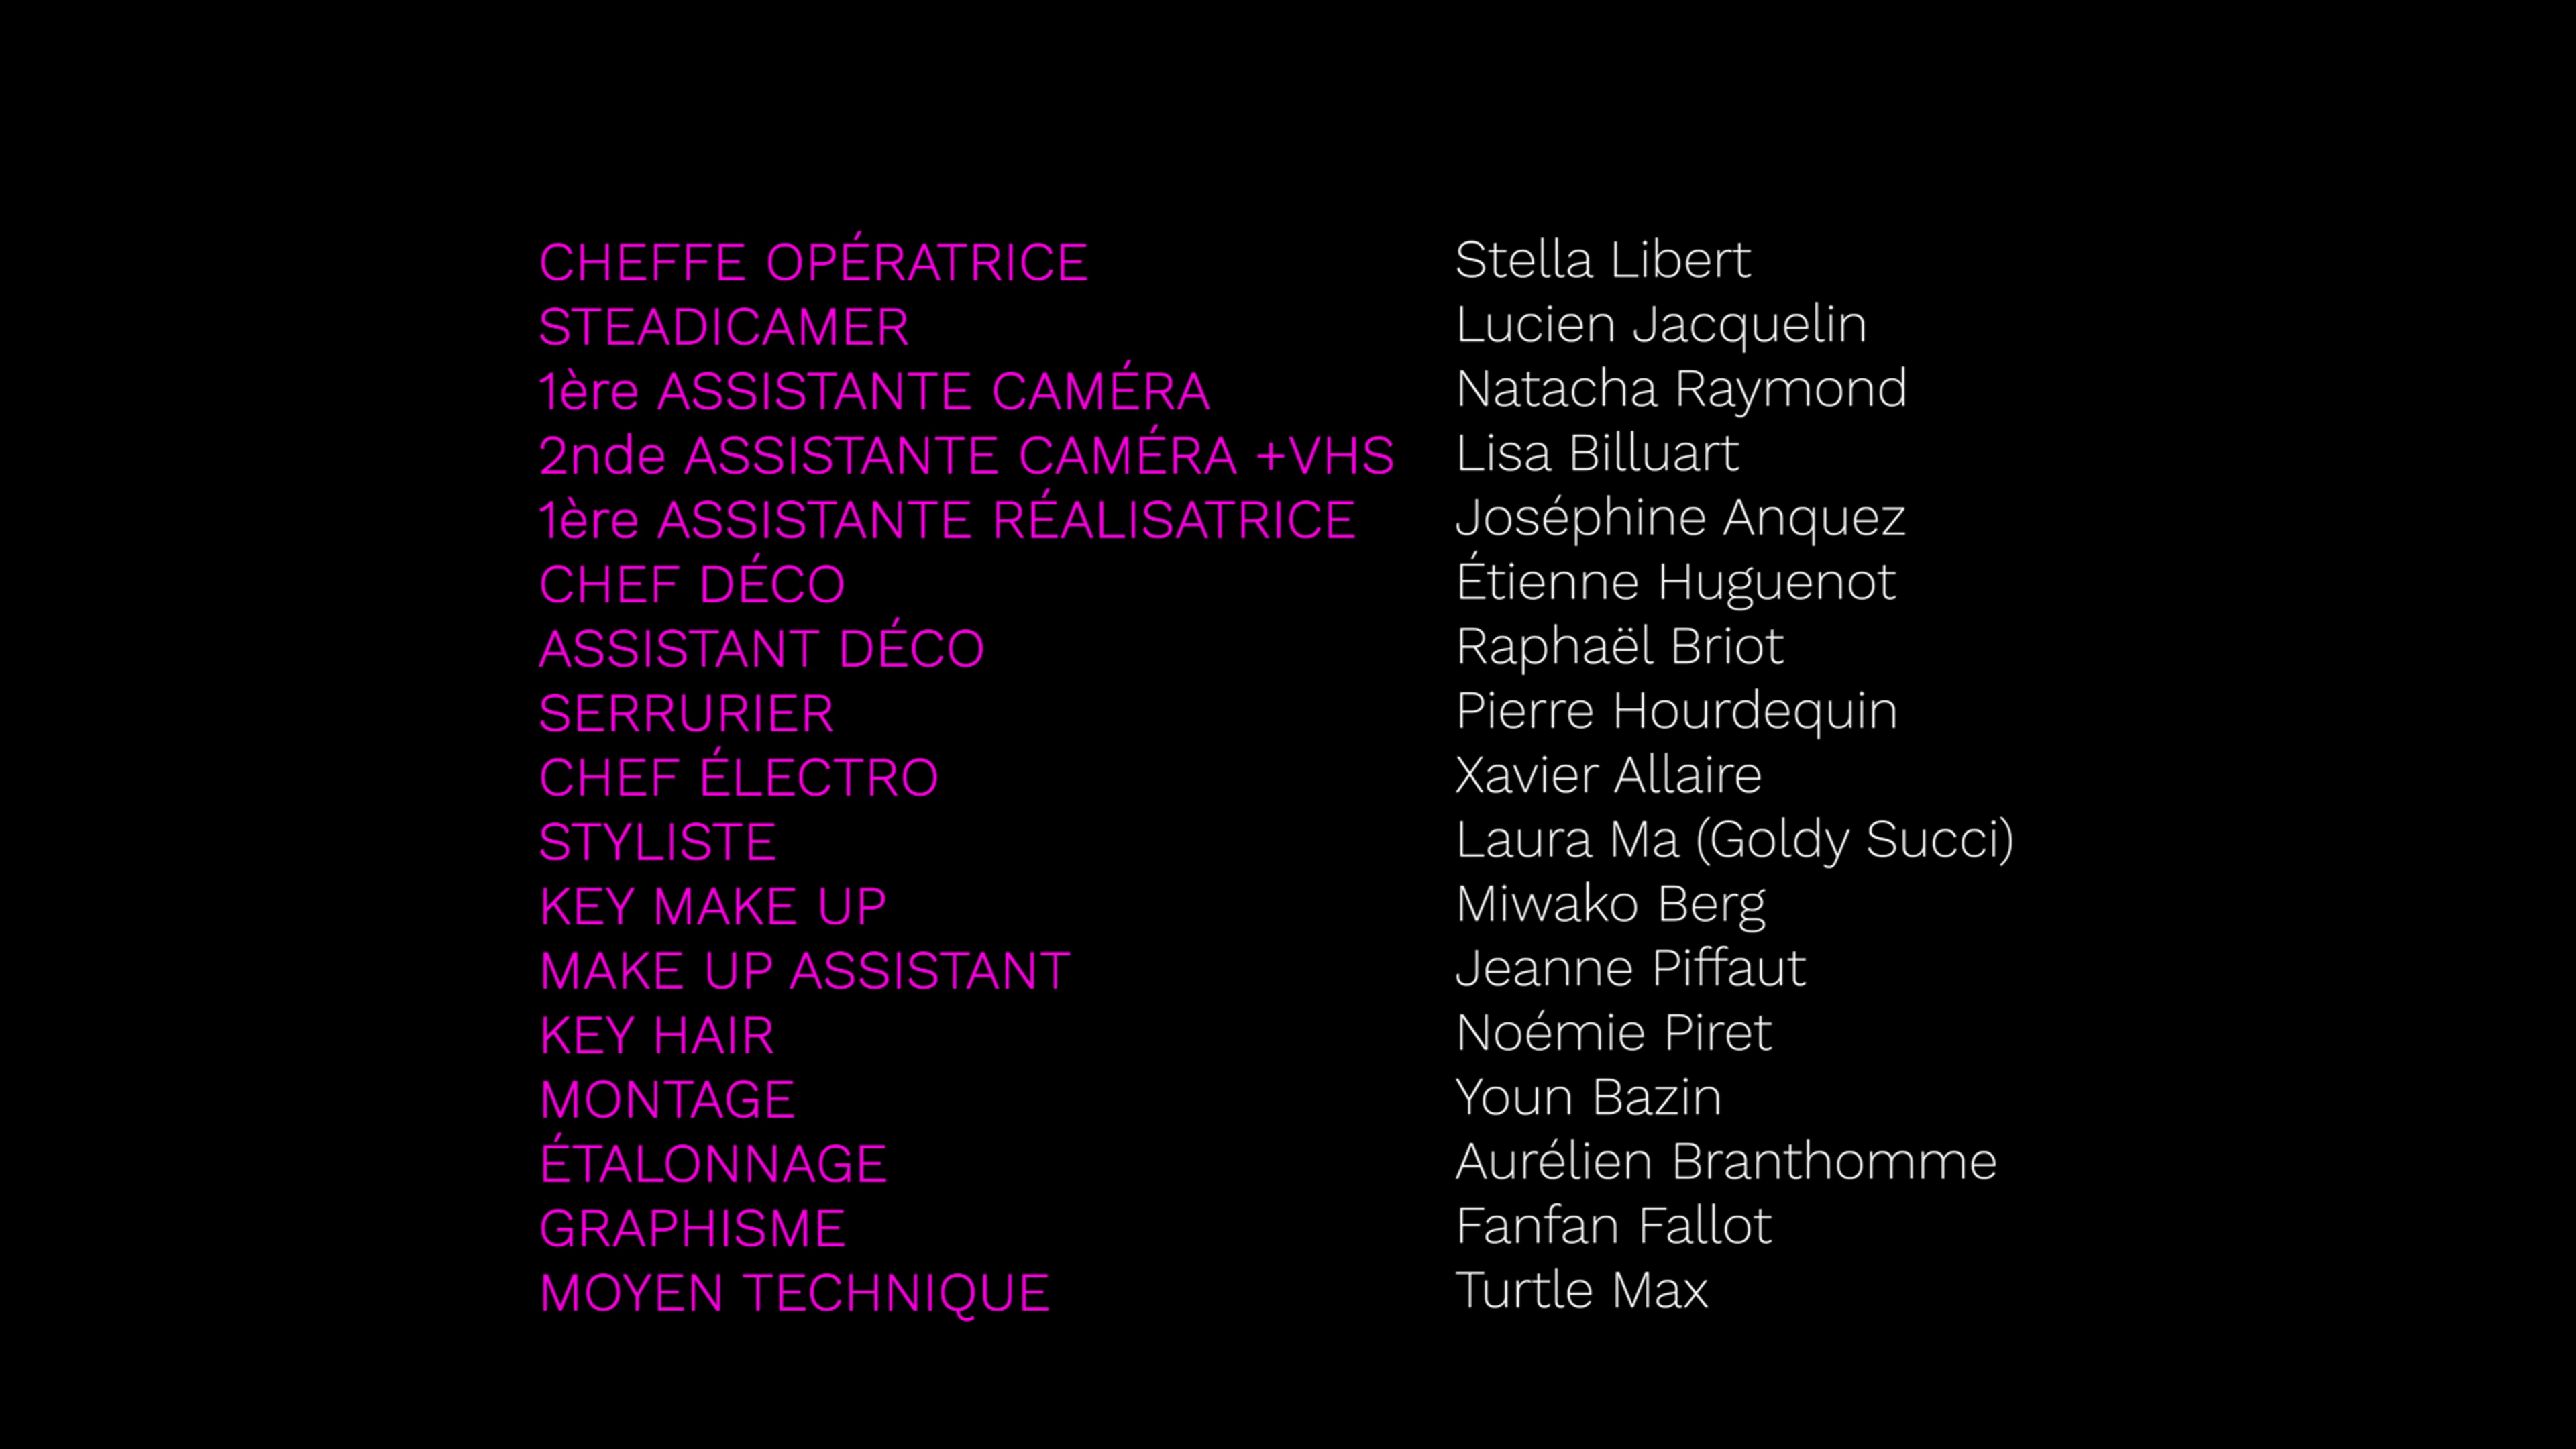 CHEFFE OPÉRATRICE Stella Libert
STEADICAMER Lucien Jacquelin
1ère ASSISTANTE CAMÉRA Natacha Raymond
2nde ASSISTANTE CAMÉRA +VHS Lisa Billuart
1ère ASSISTANTE RÉALISATRICE Joséphine Anquez
CHEF DÉCO Étienne Huguenot
ASSISTANT DÉCO Raphaël Briot
SERRURIER Pierre Hourdequin
CHEF ÉLECTRO Xavier Allaire
STYLISTE Laura Ma (Goldy Succi)
KEY MAKE UP Miwako Berg
MAKE UP ASSISTANT Jeanne Piffaut
KEY HAIR Noémie Piret
MONTAGE Youn Bazin
ÉTALONNAGE Aurélien Branthomme
GRAPHISME Fanfan Fallot
MOYEN TECHNIQUE Turtle Max